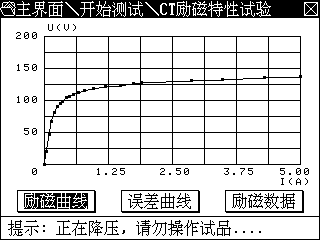 主界面\开始测试\CT励磁特性试验
U(V)
200
150
100
50
0 1.25 2.50 3.75 5.00
I(A)
励磁曲线 误差曲线 励磁数据
提示: 正在降压, 请勿操作试品....